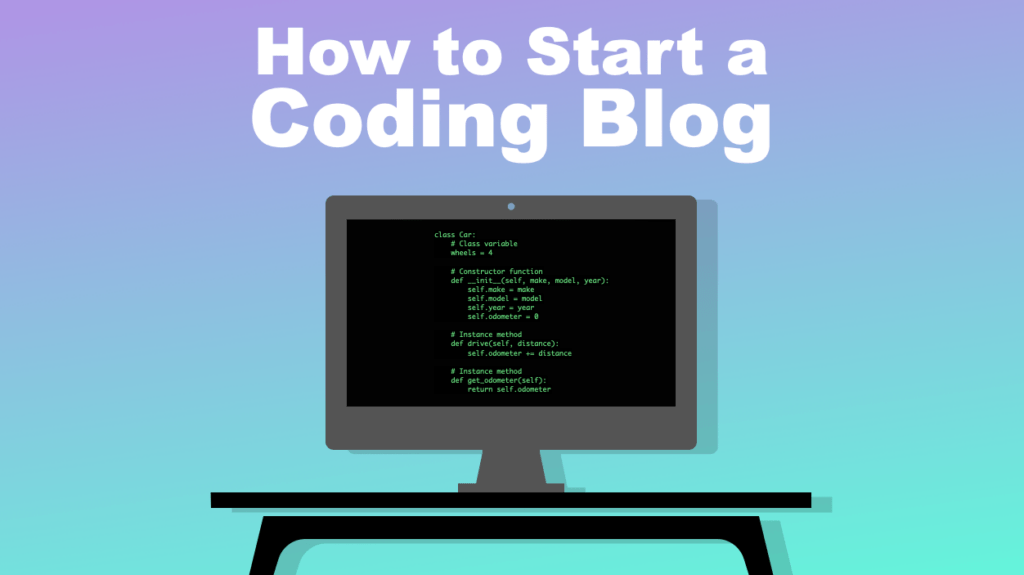 How to Start a
Coding Blog
class Car:
    # Class variable
    wheels = 4
    # Constructor function
    def __init__(self, make, model, year):
        self.make = make
        self.model = model
        self.year = year
        self.odometer = 0
    # Instance method
    def drive(self, distance):
        self.odometer += distance
    # Instance method
    def get_odometer(self):
        return self.odometer